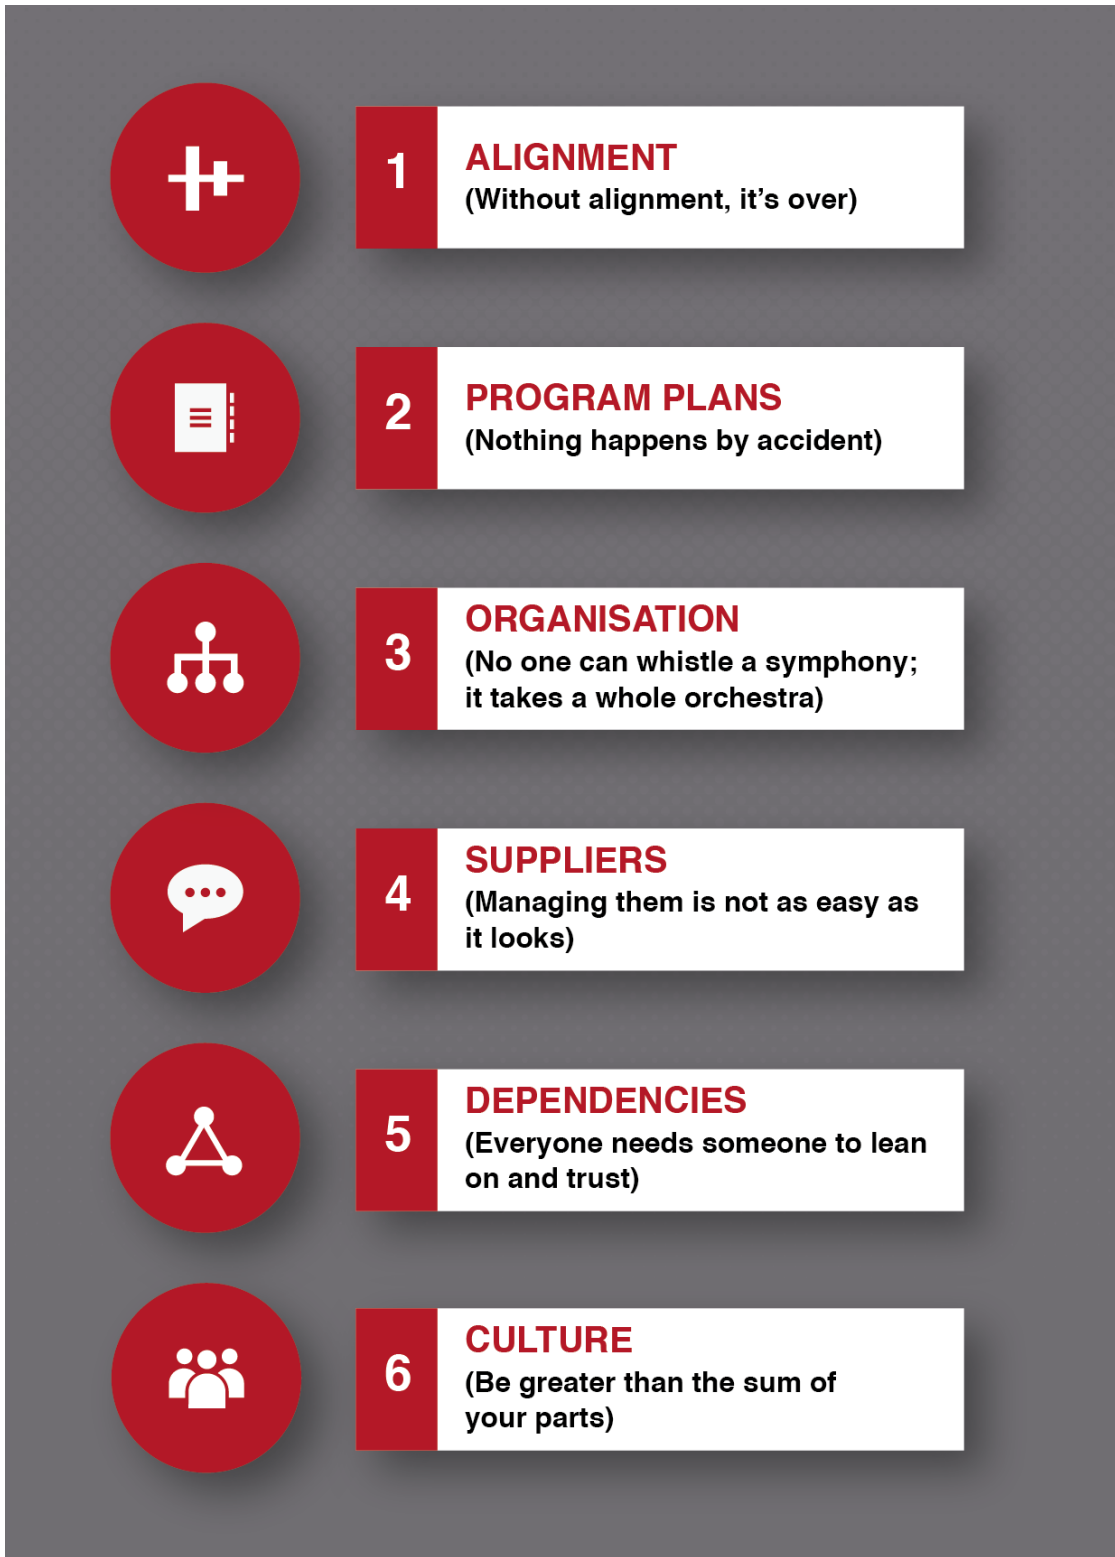 1
ALIGNMENT
(Without alignment, it’s over)
2
PROGRAM PLANS
(Nothing happens by accident)
3
ORGANISATION
(No one can whistle a symphony;
it takes a whole orchestra)
4
SUPPLIERS
(Managing them is not as easy as
it looks)
5
DEPENDENCIES
(Everyone needs someone to lean
on and trust)
6
CULTURE
(Be greater than the sum of
your parts)